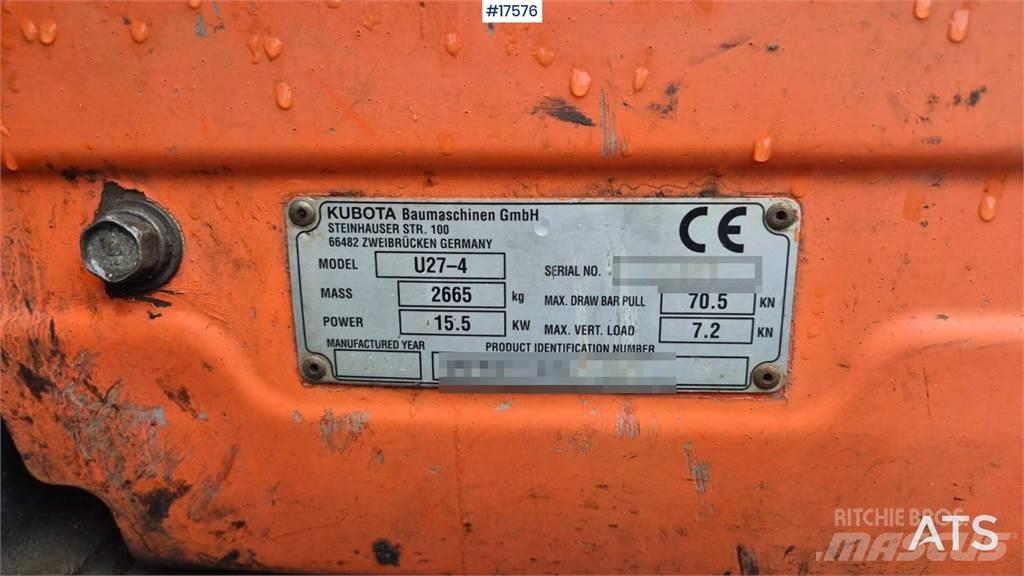 #17576
KUBOTA Baumaschinen GmbH
STEINHAUSER STR. 100
66482 ZWEIBRÜCKEN GERMANY
CE
MODEL U27-4
SERIAL NO.
MASS 2665 kg
MAX. DRAW BAR PULL 70.5 KN
POWER 15.5 KW
MAX. VERT. LOAD 7.2 KN
MANUFACTURED YEAR
PRODUCT IDENTIFICATION NUMBER
RITCHIE BROS
MASCUS
ATS